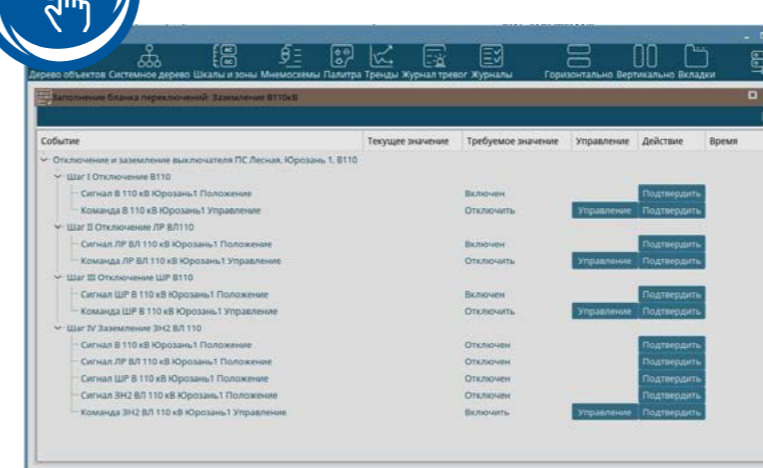 Дерево объектов Системное дерево Шкалы и зоны Мнемосхемы Палитра Тренды Журнал тревог Журналы Горизонтально Вертикально Вкладки
Заполнение бланка переключений. Заземление В110кВ
Событие Текущее значение Требуемое значение Управление Действие Время
Отключение и заземление выключателя ПС Лесная, Юрозань 1, В110
Шаг I Отключение В110
Сигнал В 110 кВ Юрозань1 Положение Включен Подтвердить
Команда В 110 кВ Юрозань1 Управление Отключить Управление Подтвердить
Шаг II Отключение ЛР ВЛ110
Сигнал ЛР ВЛ 110 кВ Юрозань1 Положение Включен Подтвердить
Команда ЛР ВЛ 110 кВ Юрозань1 Управление Отключить Управление Подтвердить
Шаг III Отключение ШР В110
Сигнал ШР В 110 кВ Юрозань1 Положение Включен Подтвердить
Команда ШР В 110 кВ Юрозань1 Управление Отключить Управление Подтвердить
Шаг IV Заземление ЗН2 ВЛ 110
Сигнал В 110 кВ Юрозань1 Положение Отключен Подтвердить
Сигнал ЛР ВЛ 110 кВ Юрозань1 Положение Отключен Подтвердить
Сигнал ШР В 110 кВ Юрозань1 Положение Отключен Подтвердить
Сигнал ЗН2 ВЛ 110 кВ Юрозань1 Положение Отключен Подтвердить
Команда ЗН2 ВЛ 110 кВ Юрозань1 Управление Включить Управление Подтвердить